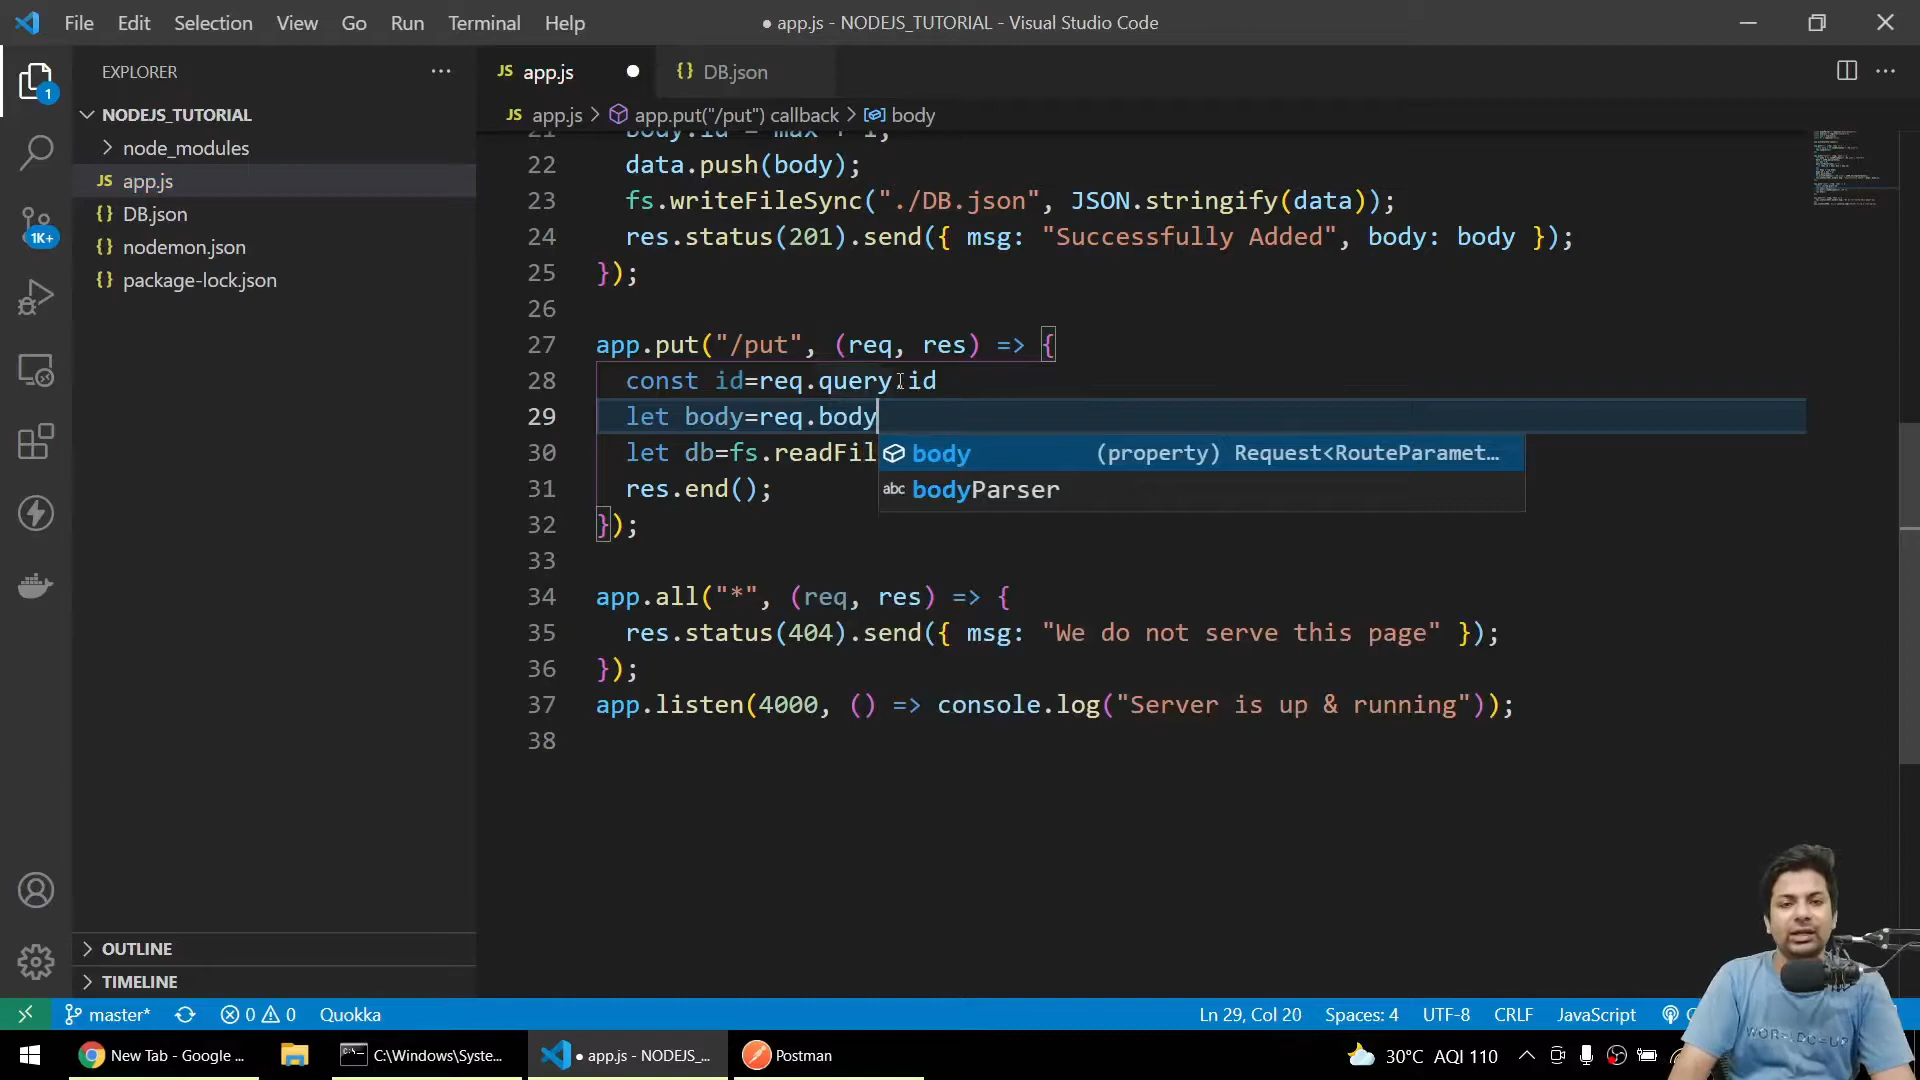 File Edit Selection View Go Run Terminal Help
● app.js - NODEJS_TUTORIAL - Visual Studio Code
EXPLORER
JS app.js
{} DB.json
NODEJS_TUTORIAL
JS app.js > app.put("/put") callback > body
node_modules
JS app.js
{} DB.json
{} nodemon.json
{} package-lock.json
1
1K+
22 data.push(body);
23 fs.writeFileSync("./DB.json", JSON.stringify(data));
24 res.status(201).send({ msg: "Successfully Added", body: body });
25 });
26
27 app.put("/put", (req, res) => {
28 const id=req.query.id
29 let body=req.body
30 let db=fs.readFil
body (property) Request<RouteParamet...
31 res.end();
abc bodyParser
32 });
33
34 app.all("*", (req, res) => {
35 res.status(404).send({ msg: "We do not serve this page" });
36 });
37 app.listen(4000, () => console.log("Server is up & running"));
38
OUTLINE
TIMELINE
master* 0 0 Quokka
Ln 29, Col 20 Spaces: 4 UTF-8 CRLF JavaScript
New Tab - Google ...
C:\Windows\Syste...
● app.js - NODEJS_...
Postman
30°C AQI 110